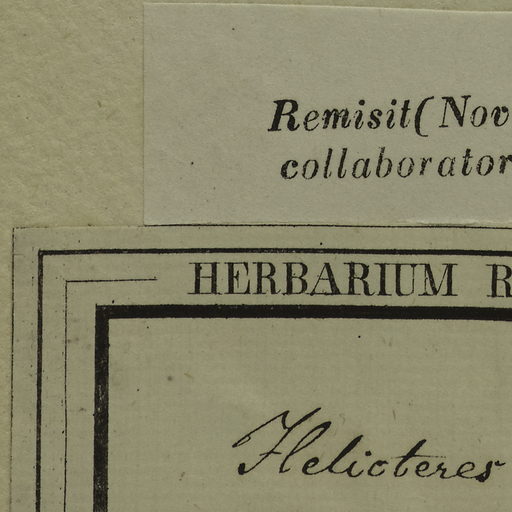 Remisit (Nov
collaborator
HERBARIUM R
Helicteres